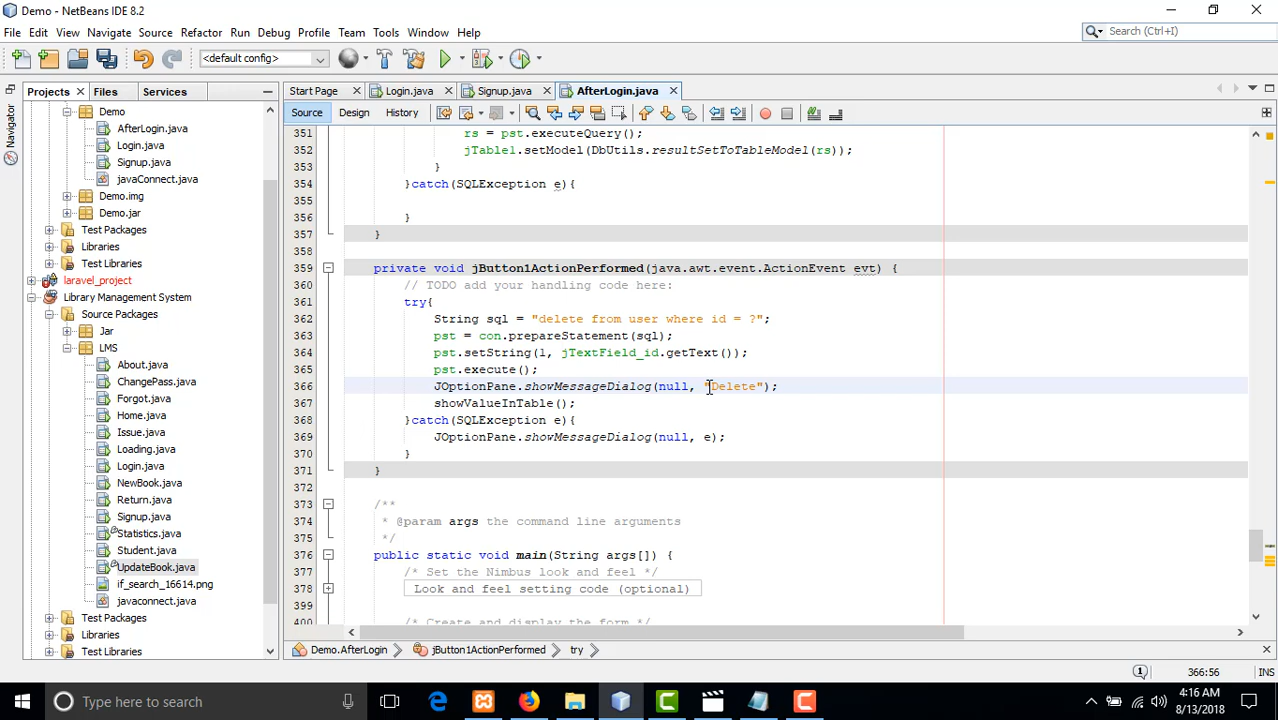 Demo - NetBeans IDE 8.2
File Edit View Navigate Source Refactor Run Debug Profile Team Tools Window Help
Search (Ctrl+I)
<default config>
Projects Files Services
Navigator
Demo
AfterLogin.java
Login.java
Signup.java
javaConnect.java
Demo.img
Demo.jar
Test Packages
Libraries
Test Libraries
laravel_project
Library Management System
Source Packages
Jar
LMS
About.java
ChangePass.java
Forgot.java
Home.java
Issue.java
Loading.java
Login.java
NewBook.java
Return.java
Signup.java
Statistics.java
Student.java
UpdateBook.java
if_search_16614.png
javaconnect.java
Test Packages
Libraries
Test Libraries
Start Page Login.java Signup.java AfterLogin.java
Source Design History
351 rs = pst.executeQuery();
352 jTable1.setModel(DbUtils.resultSetToTableModel(rs));
353 }
354 }catch(SQLException e){
355
356 }
357 }
358
359 private void jButton1ActionPerformed(java.awt.event.ActionEvent evt) {
360 // TODO add your handling code here:
361 try{
362 String sql = "delete from user where id = ?";
363 pst = con.prepareStatement(sql);
364 pst.setString(1, jTextField_id.getText());
365 pst.execute();
366 JOptionPane.showMessageDialog(null, "Delete");
367 showValueInTable();
368 }catch(SQLException e){
369 JOptionPane.showMessageDialog(null, e);
370 }
371 }
372
373 /**
374 * @param args the command line arguments
375 */
376 public static void main(String args[]) {
377 /* Set the Nimbus look and feel */
378 Look and feel setting code (optional)
399
400 /* Create and display the form */
Demo.AfterLogin jButton1ActionPerformed try
366:56
Type here to search
4:16 AM
8/13/2018